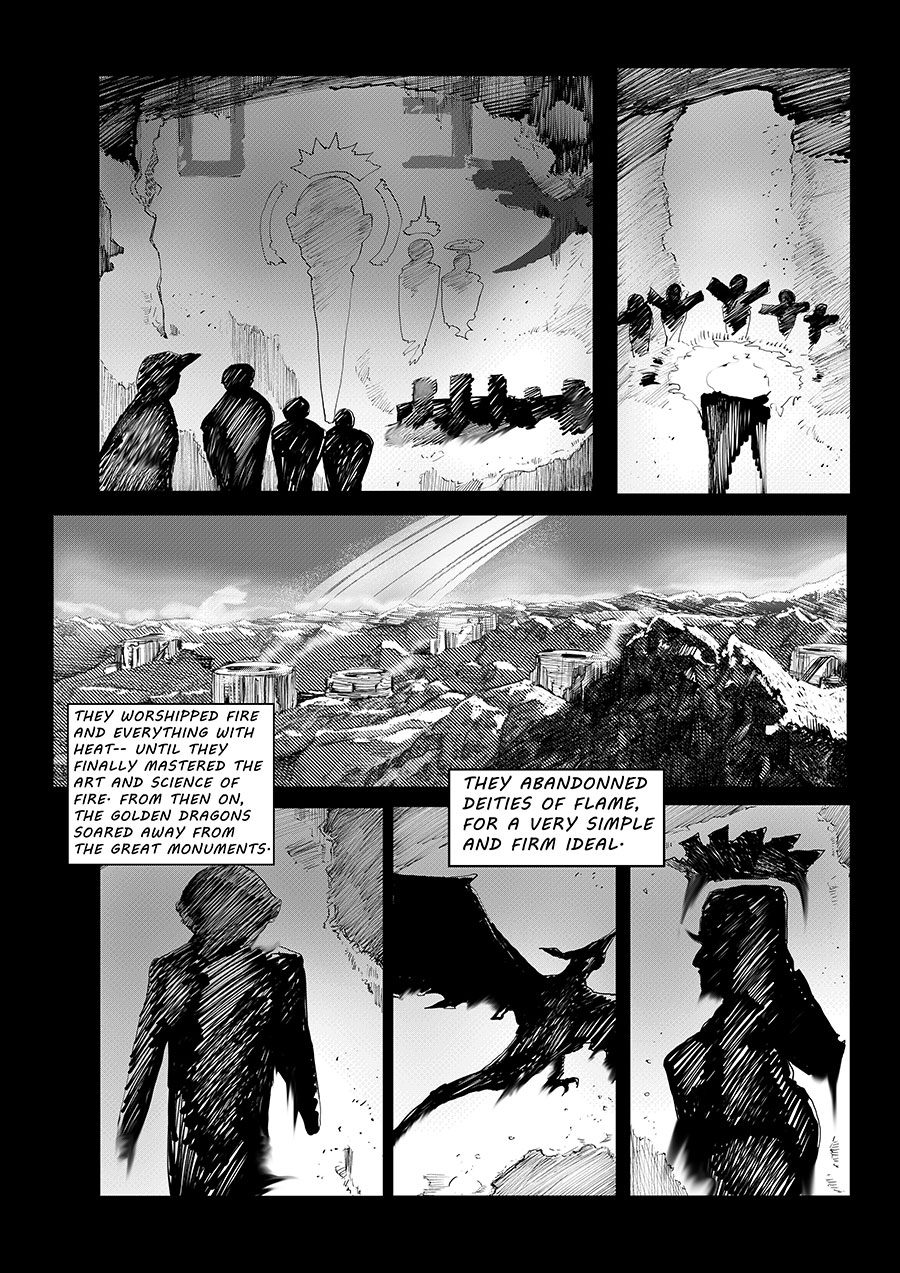 THEY WORSHIPPED FIRE
AND EVERYTHING WITH
HEAT-- UNTIL THEY
FINALLY MASTERED THE
ART AND SCIENCE OF
FIRE. FROM THEN ON,
THE GOLDEN DRAGONS
SOARED AWAY FROM
THE GREAT MONUMENTS.
THEY ABANDONNED
DEITIES OF FLAME,
FOR A VERY SIMPLE
AND FIRM IDEAL.